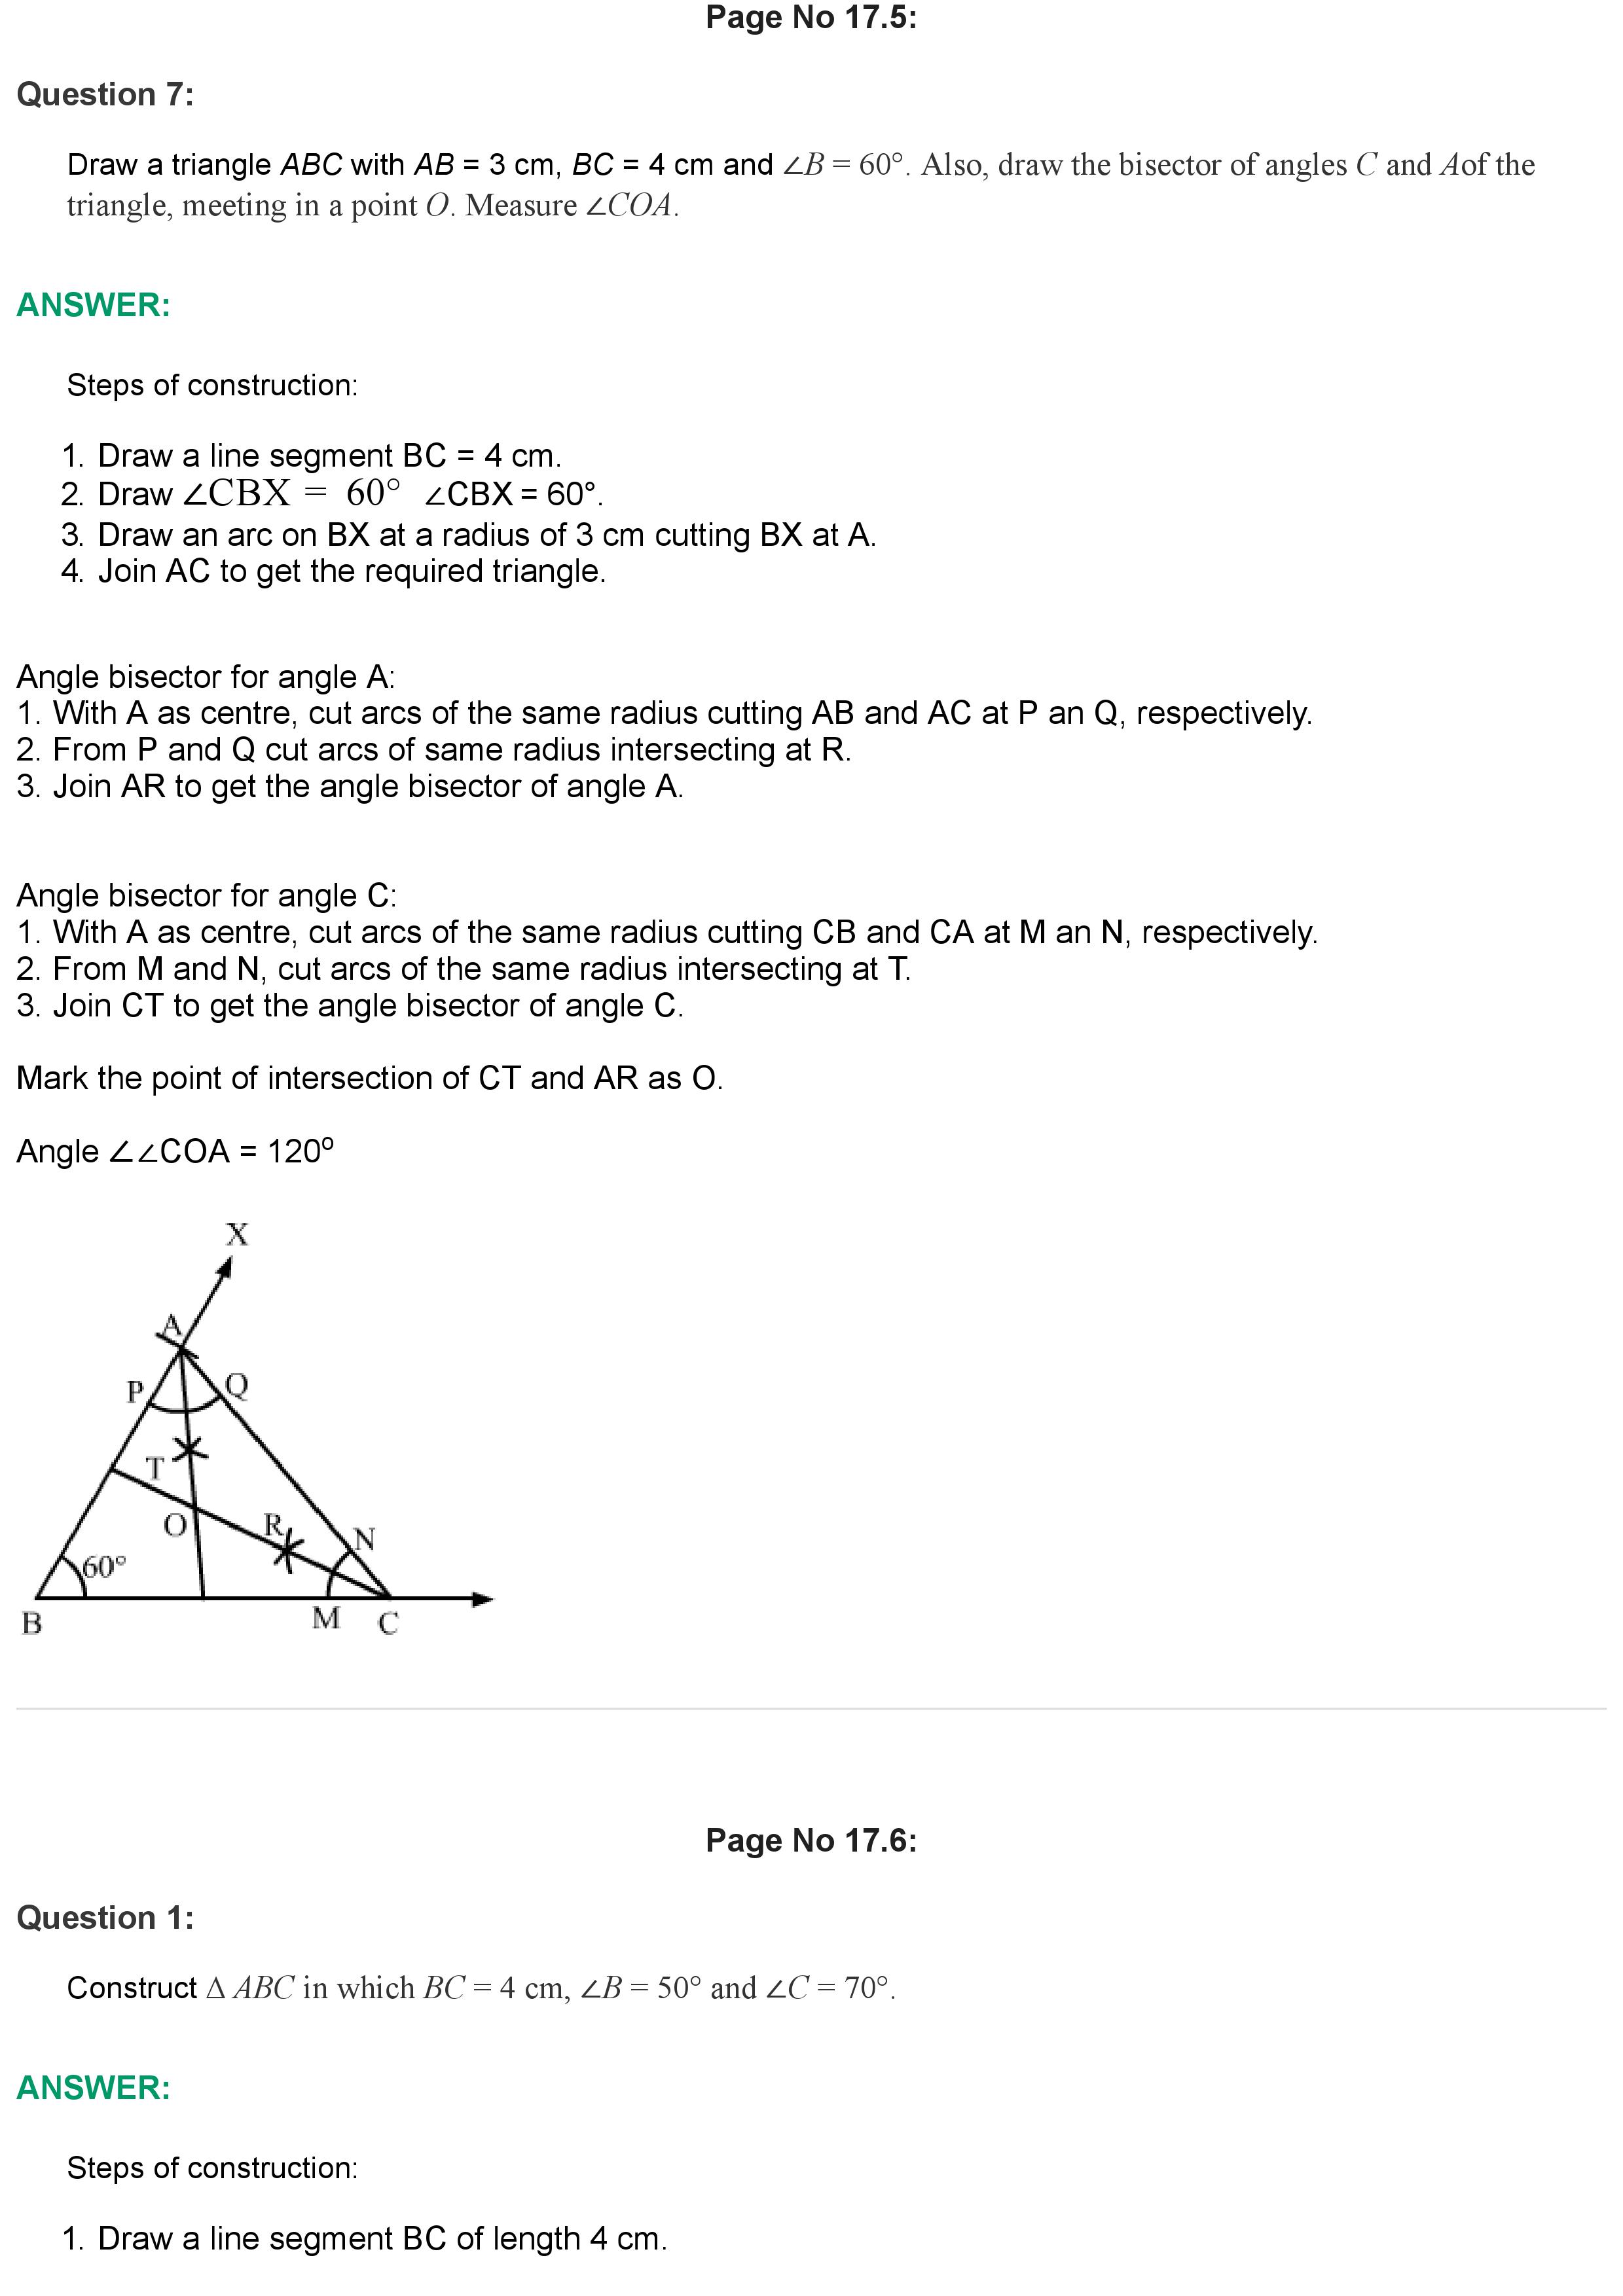 Page No 17.5:
Question 7:
Draw a triangle ABC with AB = 3 cm, BC = 4 cm and ∠B = 60°. Also, draw the bisector of angles C and Aof the
triangle, meeting in a point O. Measure ∠COA.
ANSWER:
Steps of construction:
1. Draw a line segment BC = 4 cm.
2. Draw ∠CBX = 60° ∠CBX = 60°.
3. Draw an arc on BX at a radius of 3 cm cutting BX at A.
4. Join AC to get the required triangle.
Angle bisector for angle A:
1. With A as centre, cut arcs of the same radius cutting AB and AC at P an Q, respectively.
2. From P and Q cut arcs of same radius intersecting at R.
3. Join AR to get the angle bisector of angle A.
Angle bisector for angle C:
1. With A as centre, cut arcs of the same radius cutting CB and CA at M an N, respectively.
2. From M and N, cut arcs of the same radius intersecting at T.
3. Join CT to get the angle bisector of angle C.
Mark the point of intersection of CT and AR as O.
Angle ∠∠COA = 120º
X
A
P Q
T
O R N
60°
B M C
Page No 17.6:
Question 1:
Construct Δ ABC in which BC = 4 cm, ∠B = 50° and ∠C = 70°.
ANSWER:
Steps of construction:
1. Draw a line segment BC of length 4 cm.